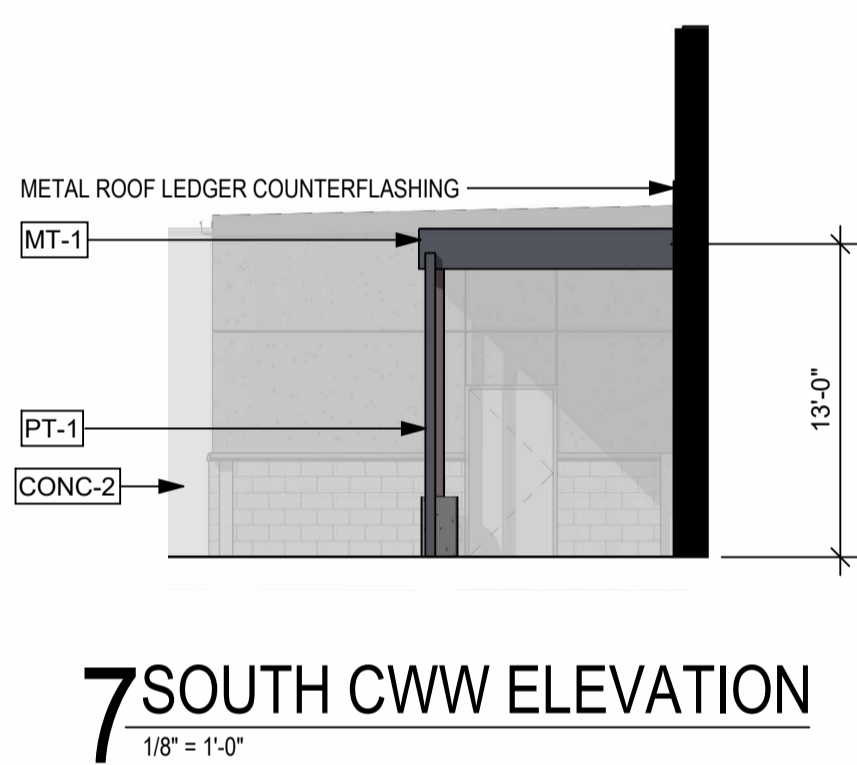 METAL ROOF LEDGER COUNTERFLASHING
MT-1
13'-0"
PT-1
CONC-2
7 SOUTH CWW ELEVATION
1/8" = 1'-0"